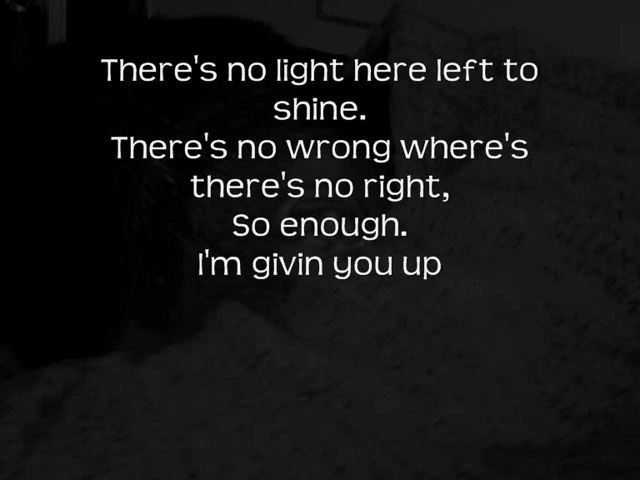 There's no light here left to
shine.
There's no wrong where's
there's no right,
So enough.
I'm givin you up